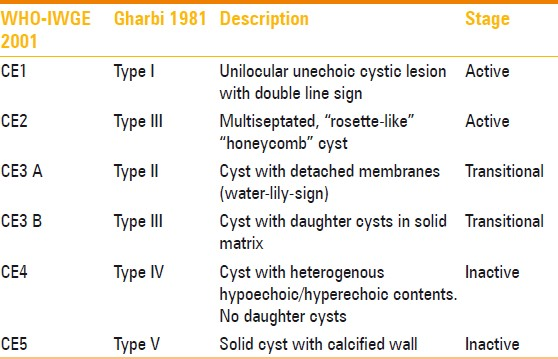 WHO-IWGE 2001 Gharbi 1981 Description Stage
CE1 Type I Unilocular unechoic cystic lesion Active
with double line sign
CE2 Type III Multiseptated, “rosette-like” Active
“honeycomb” cyst
CE3 A Type II Cyst with detached membranes Transitional
(water-lily-sign)
CE3 B Type III Cyst with daughter cysts in solid Transitional
matrix
CE4 Type IV Cyst with heterogenous Inactive
hypoechoic/hyperechoic contents.
No daughter cysts
CE5 Type V Solid cyst with calcified wall Inactive